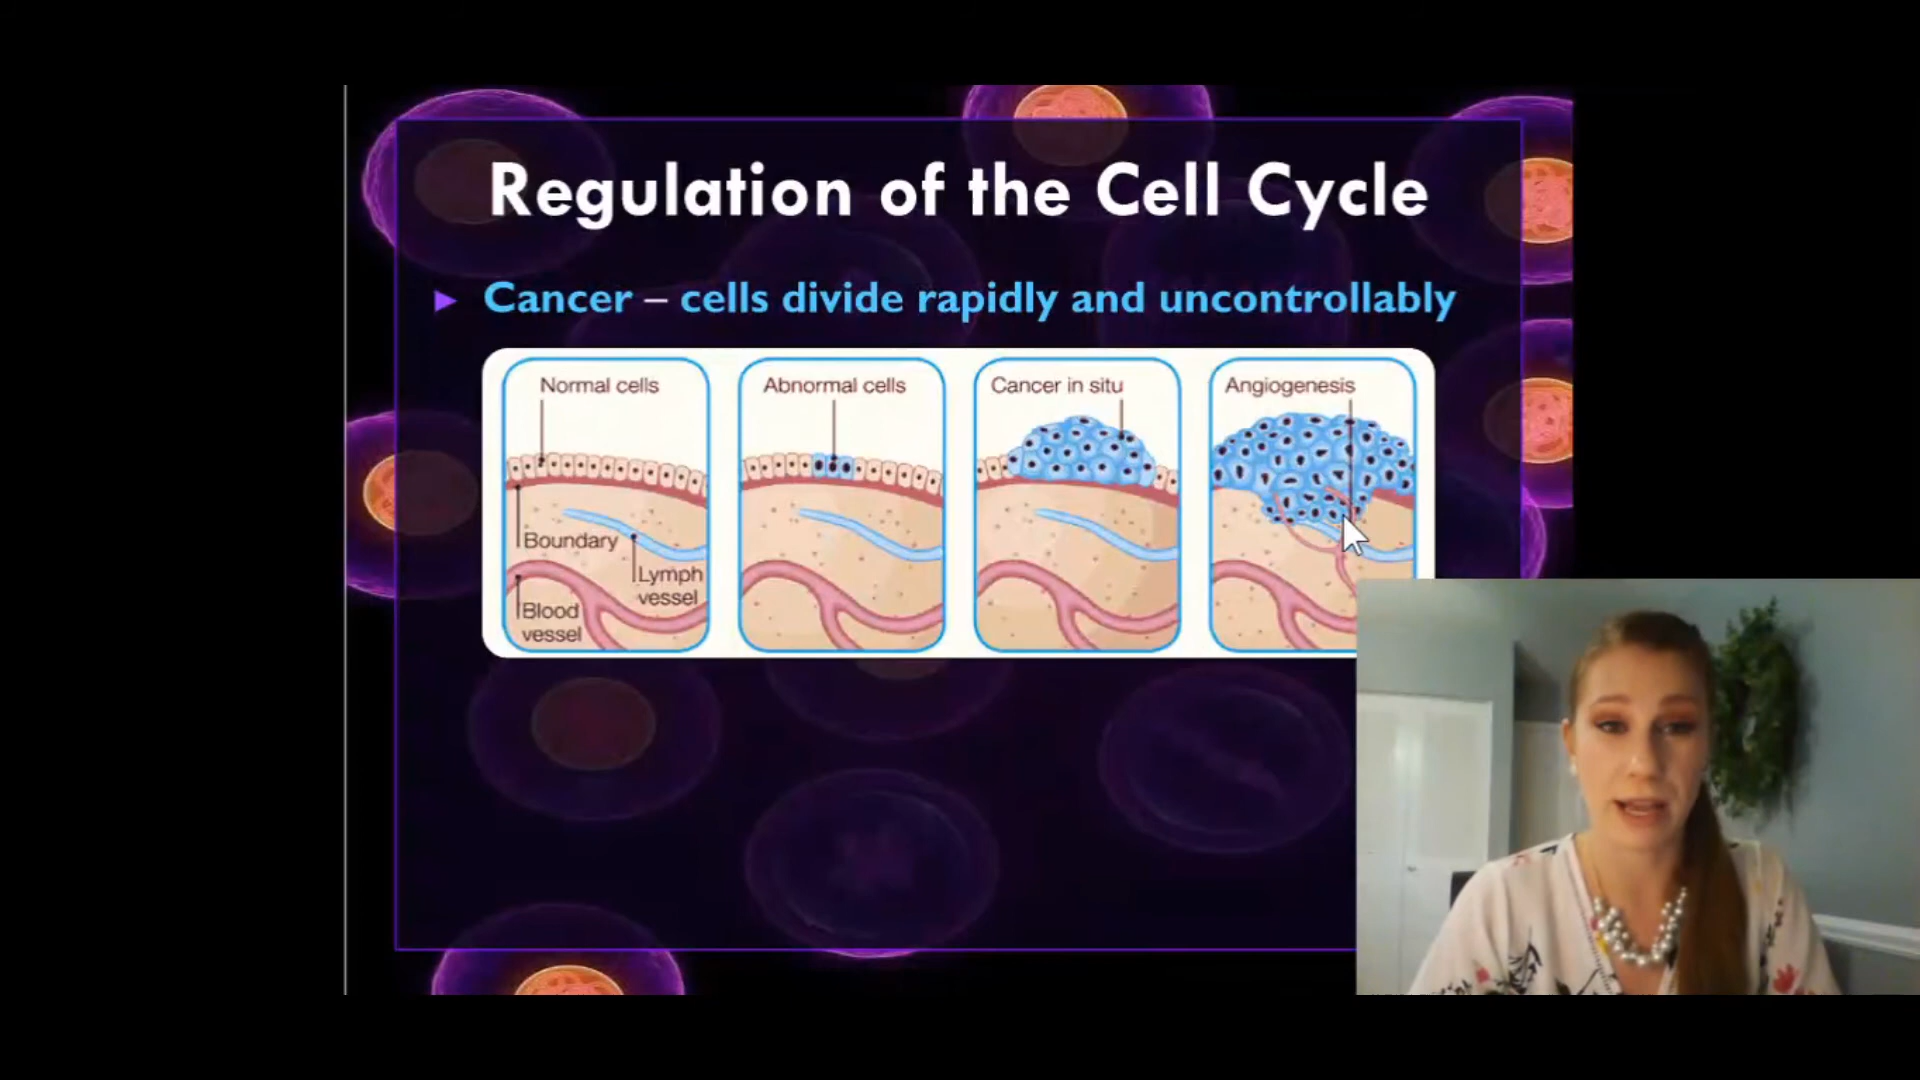 Regulation of the Cell Cycle
Cancer – cells divide rapidly and uncontrollably
Normal cells
Boundary
Lymph
vessel
Blood
vessel
Abnormal cells
Cancer in situ
Angiogenesis